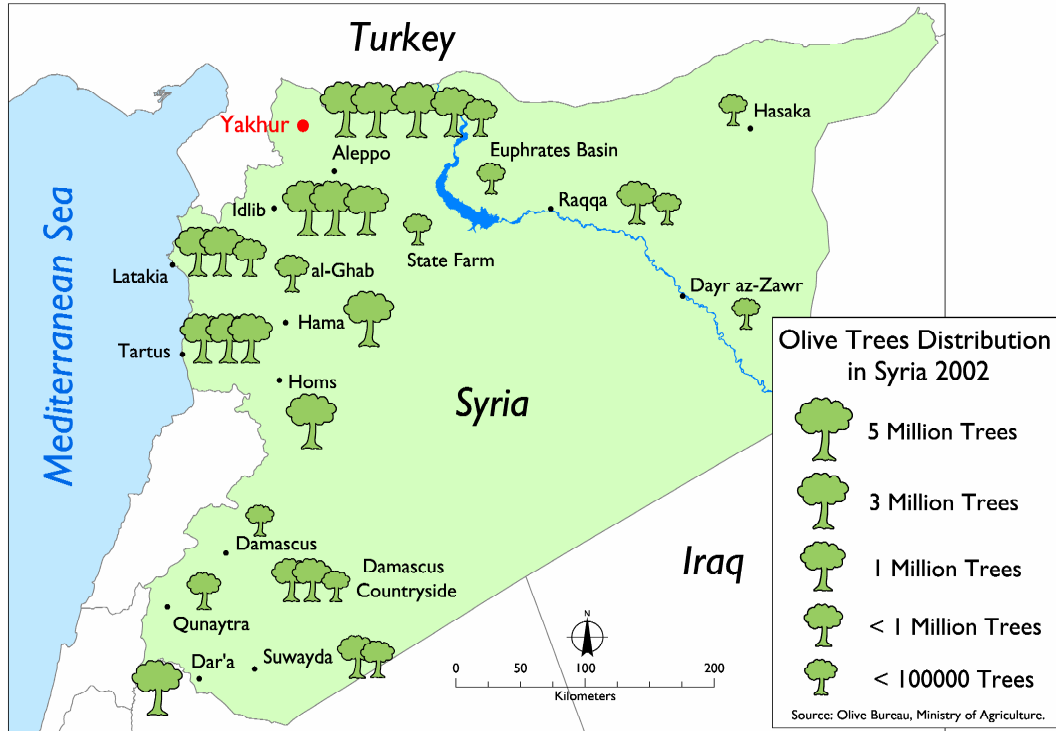 Turkey
Yakhur
Hasaka
Aleppo
Euphrates Basin
Raqqa
Idlib
State Farm
Latakia
al-Ghab
Dayr az-Zawr
Hama
Tartus
Homs
Syria
Mediterranean Sea
Damascus
Damascus
Countryside
Iraq
Qunaytra
Dar'a
Suwayda
N
0 50 100 200
Kilometers
Olive Trees Distribution
in Syria 2002
5 Million Trees
3 Million Trees
1 Million Trees
< 1 Million Trees
< 100000 Trees
Source: Olive Bureau, Ministry of Agriculture.